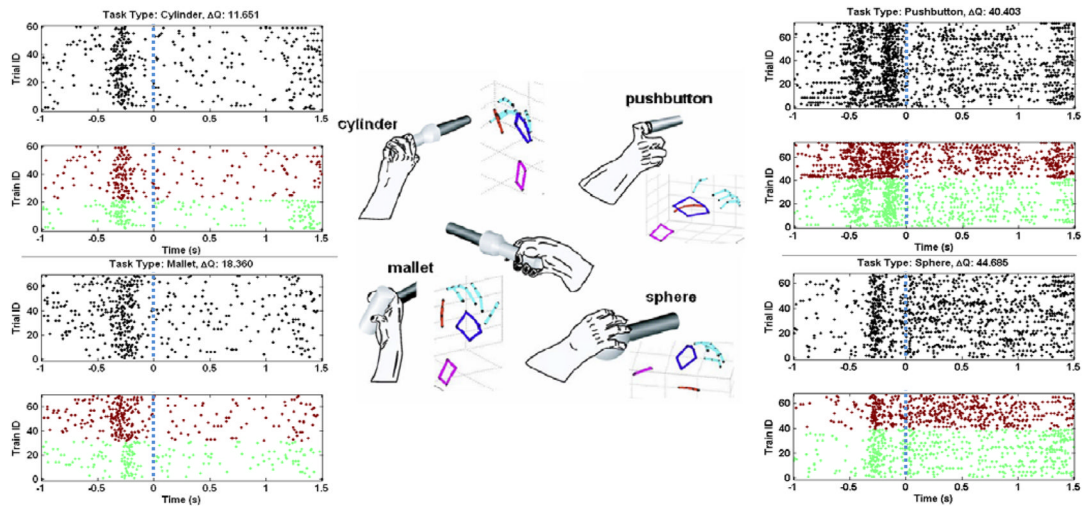 Task Type: Cylinder, ΔQ: 11.651
60
40
20
0
Trial ID
-1 -0.5 0 0.5 1 1.5
60
40
20
0
Train ID
-1 -0.5 0 0.5 1 1.5
Time (s)
Task Type: Mallet, ΔQ: 18.360
60
40
20
0
Trial ID
-1 -0.5 0 0.5 1 1.5
60
40
20
0
Train ID
-1 -0.5 0 0.5 1 1.5
Time (s)
cylinder
pushbutton
mallet
sphere
Task Type: Pushbutton, ΔQ: 40.403
60
40
20
0
Trial ID
-1 -0.5 0 0.5 1 1.5
60
40
20
0
Train ID
-1 -0.5 0 0.5 1 1.5
Time (s)
Task Type: Sphere, ΔQ: 44.685
60
40
20
0
Trial ID
-1 -0.5 0 0.5 1 1.5
60
40
20
0
Train ID
-1 -0.5 0 0.5 1 1.5
Time (s)